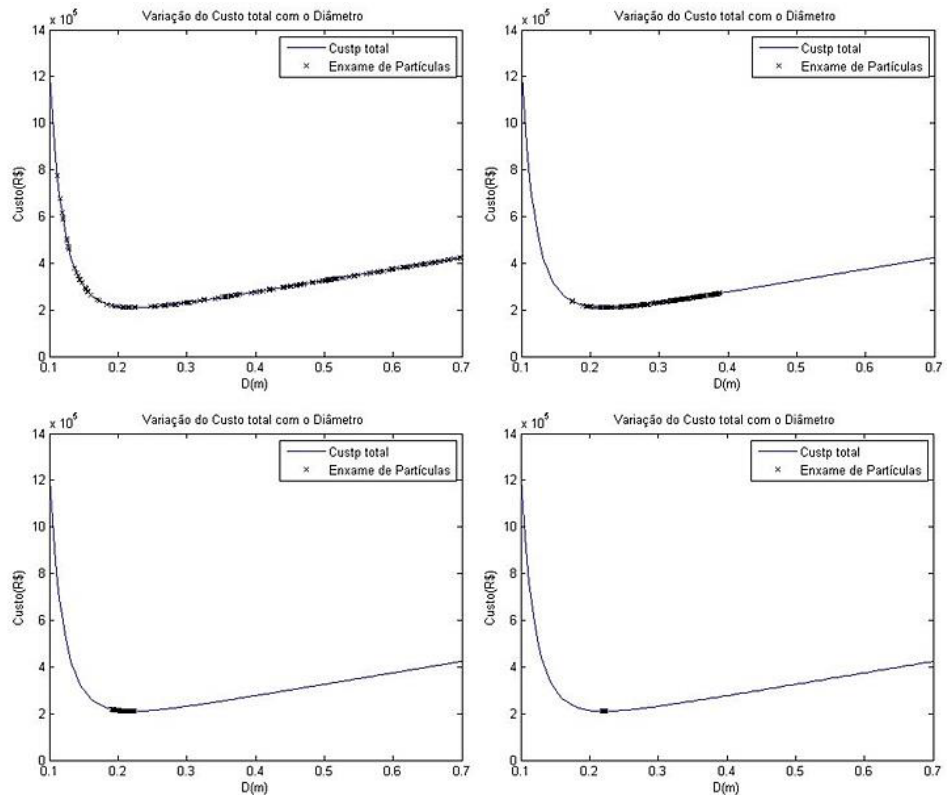 Variação do Custo total com o Diâmetro
x 10^5
14
12
10
8
6
4
2
0
Custo(R$)
Custp total
Enxame de Partículas
0.1 0.2 0.3 0.4 0.5 0.6 0.7
D(m)
Variação do Custo total com o Diâmetro
x 10^5
14
12
10
8
6
4
2
0
Custo(R$)
Custp total
Enxame de Partículas
0.1 0.2 0.3 0.4 0.5 0.6 0.7
D(m)
Variação do Custo total com o Diâmetro
x 10^5
14
12
10
8
6
4
2
0
Custo(R$)
Custp total
Enxame de Partículas
0.1 0.2 0.3 0.4 0.5 0.6 0.7
D(m)
Variação do Custo total com o Diâmetro
x 10^5
14
12
10
8
6
4
2
0
Custo(R$)
Custp total
Enxame de Partículas
0.1 0.2 0.3 0.4 0.5 0.6 0.7
D(m)